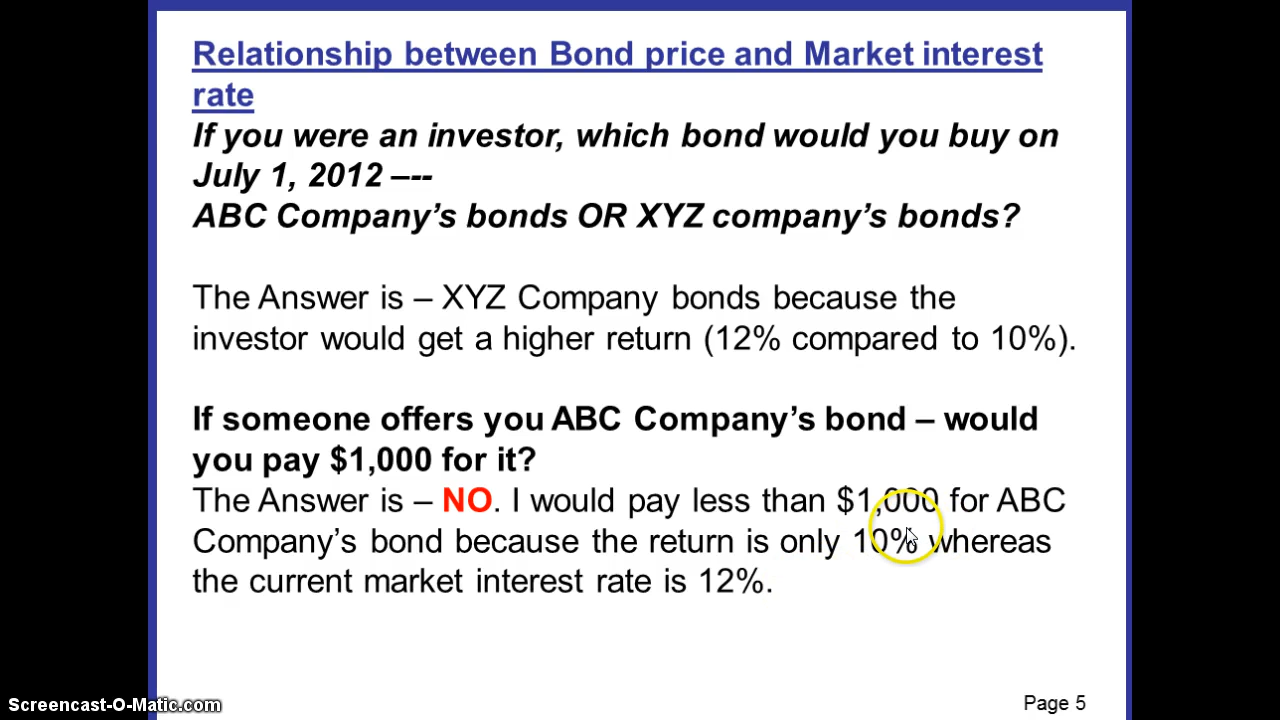 Relationship between Bond price and Market interest
rate
If you were an investor, which bond would you buy on
July 1, 2012 –--
ABC Company’s bonds OR XYZ company’s bonds?
The Answer is – XYZ Company bonds because the
investor would get a higher return (12% compared to 10%).
If someone offers you ABC Company’s bond – would
you pay $1,000 for it?
The Answer is – NO. I would pay less than $1,000 for ABC
Company’s bond because the return is only 10% whereas
the current market interest rate is 12%.
Screencast-O-Matic.com
Page 5